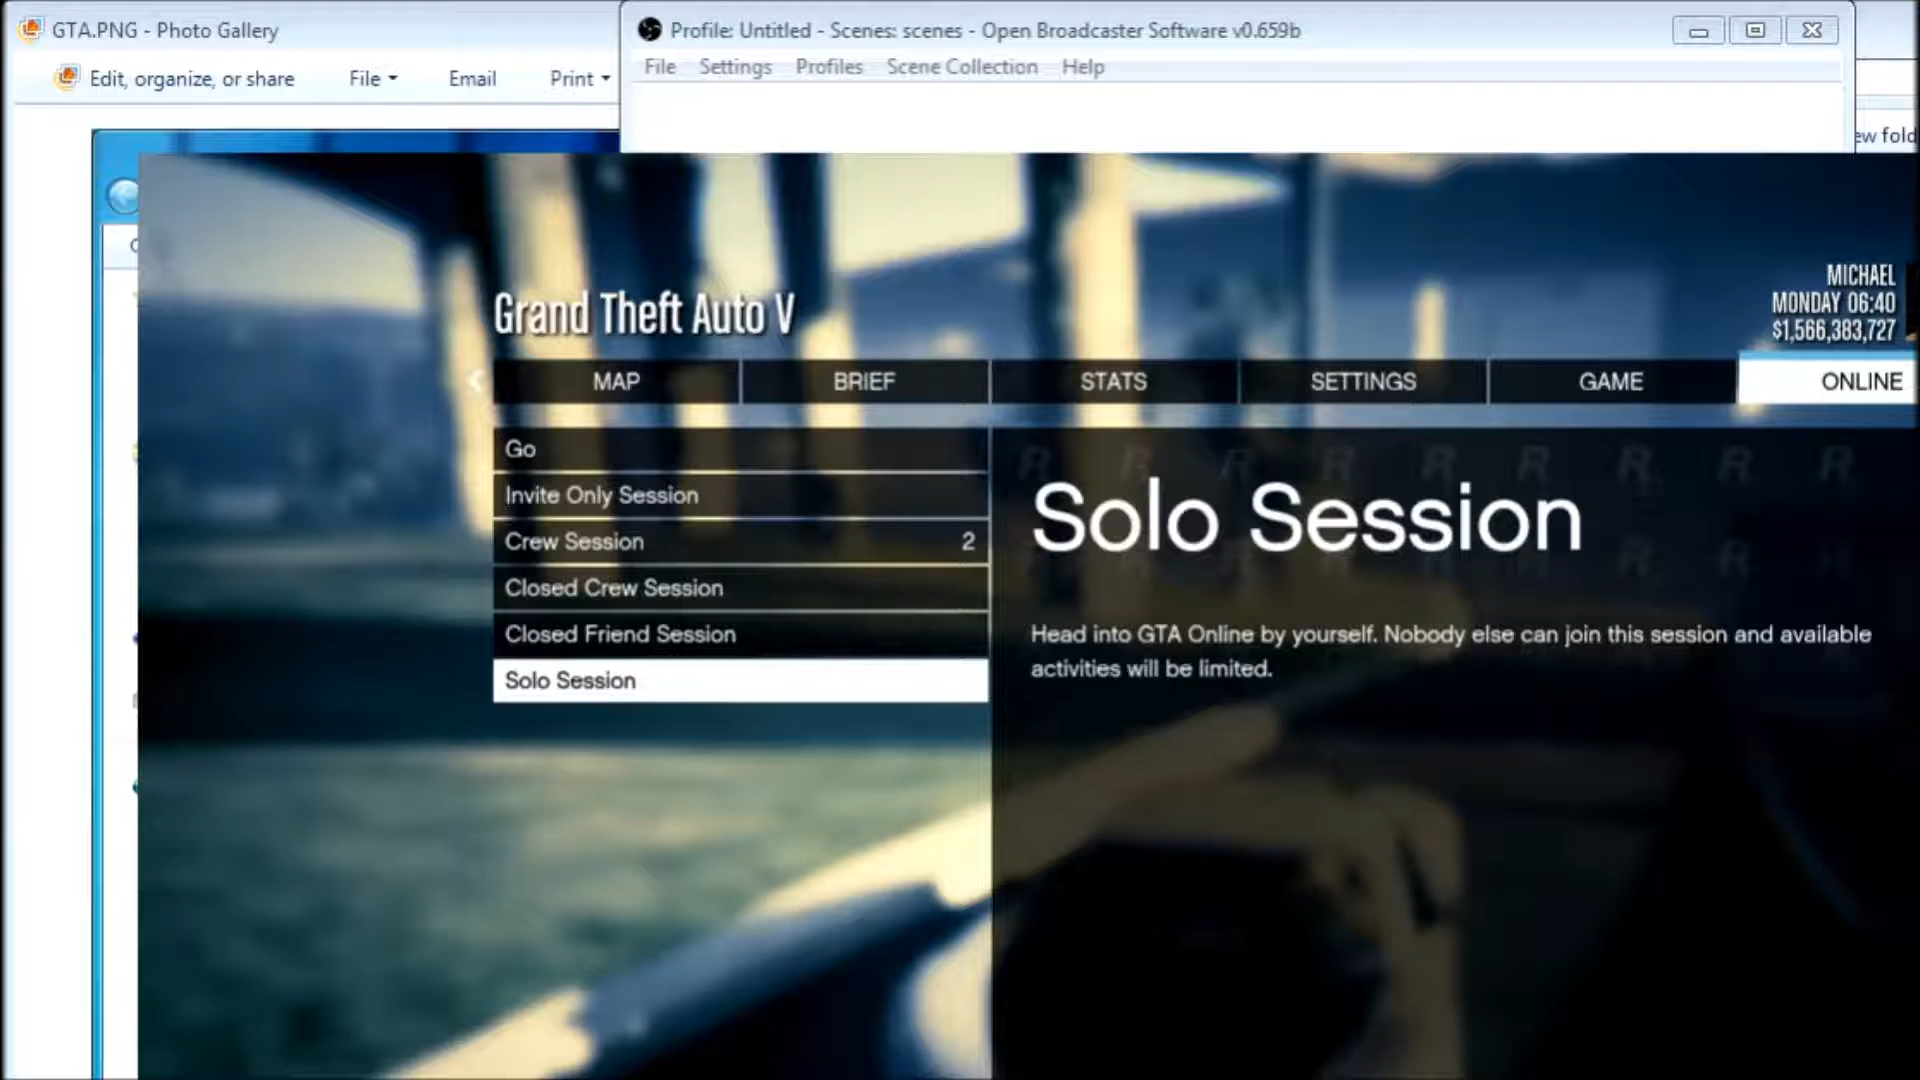 GTA.PNG - Photo Gallery
Profile: Untitled - Scenes: scenes - Open Broadcaster Software v0.659b
Edit, organize, or share File Email Print
File Settings Profiles Scene Collection Help
ew fold
Grand Theft Auto V
MICHAEL
MONDAY 06:40
$1,566,383,727
MAP BRIEF STATS SETTINGS GAME ONLINE
Go
Invite Only Session
Crew Session 2
Closed Crew Session
Closed Friend Session
Solo Session
Solo Session
Head into GTA Online by yourself. Nobody else can join this session and available
activities will be limited.